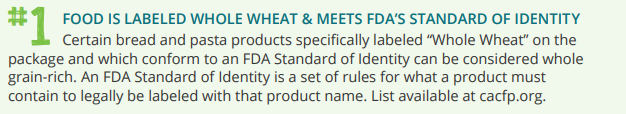 #1 FOOD IS LABELED WHOLE WHEAT & MEETS FDA'S STANDARD OF IDENTITY
Certain bread and pasta products specifically labeled “Whole Wheat” on the
package and which conform to an FDA Standard of Identity can be considered whole
grain-rich. An FDA Standard of Identity is a set of rules for what a product must
contain to legally be labeled with that product name. List available at cacfp.org.